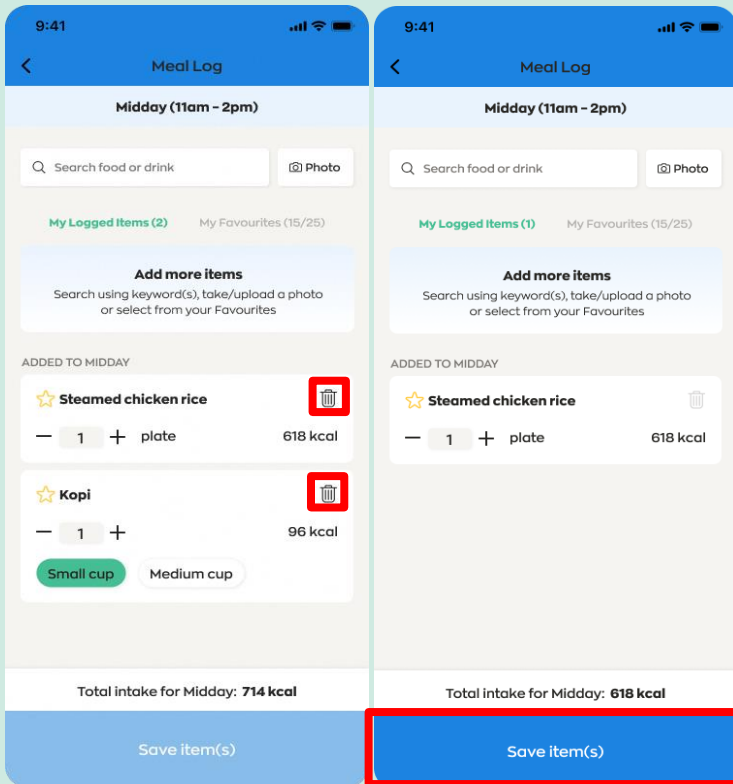 9:41
Meal Log
Midday (11am - 2pm)
Search food or drink
Photo
My Logged Items (2)
My Favourites (15/25)
Add more items
Search using keyword(s), take/upload a photo
or select from your Favourites
ADDED TO MIDDAY
Steamed chicken rice
1 plate 618 kcal
Kopi
1 96 kcal
Small cup Medium cup
Total intake for Midday: 714 kcal
Save item(s)
9:41
Meal Log
Midday (11am - 2pm)
Search food or drink
Photo
My Logged Items (1)
My Favourites (15/25)
Add more items
Search using keyword(s), take/upload a photo
or select from your Favourites
ADDED TO MIDDAY
Steamed chicken rice
1 plate 618 kcal
Total intake for Midday: 618 kcal
Save item(s)